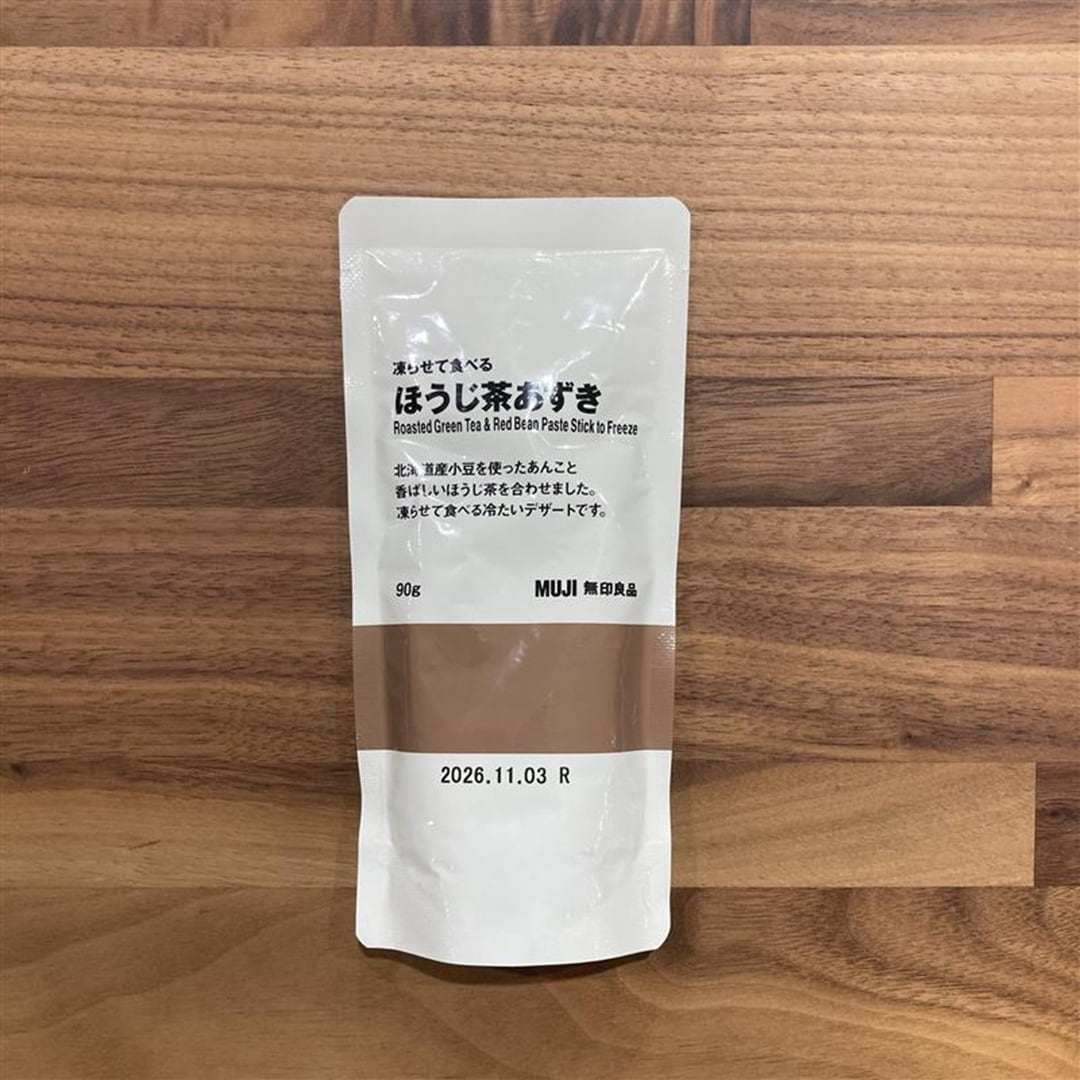 凍らせて食べる
ほうじ茶あずき
Roasted Green Tea & Red Bean Paste Stick to Freeze
北海道産小豆を使ったあんこと
香ばしいほうじ茶を合わせました。
凍らせて食べる冷たいデザートです。
90g MUJI 無印良品
2026.11.03 R